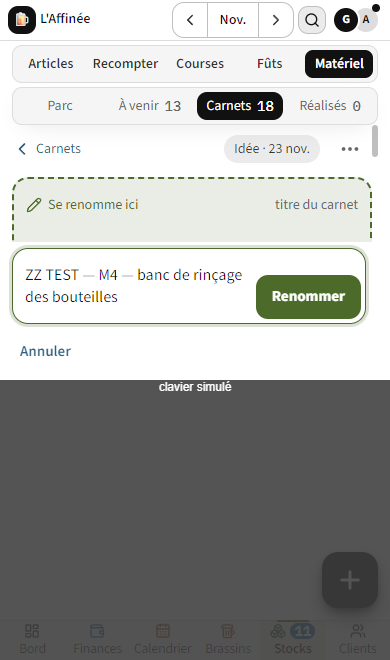 L'Affinée
Nov.
G
A
Articles
Recompter
Courses
Fûts
Matériel
Parc
À venir 13
Carnets 18
Réalisés 0
Carnets
Idée · 23 nov.
Se renomme ici
titre du carnet
ZZ TEST — M4 — banc de rinçage
des bouteilles
Renommer
Annuler
clavier simulé
11
Bord
Finances
Calendrier
Brassins
Stocks
Clients